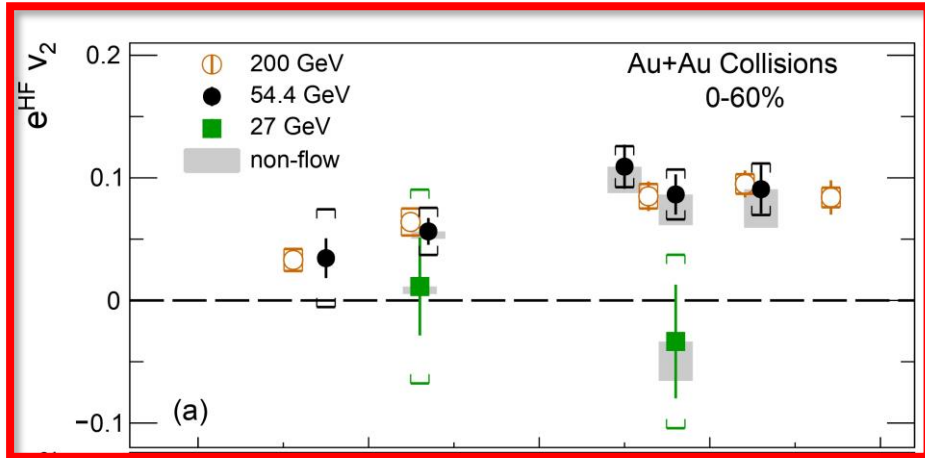 e^HF v_2
0.2
0.1
0
−0.1
200 GeV
54.4 GeV
27 GeV
non-flow
Au+Au Collisions
0-60%
(a)